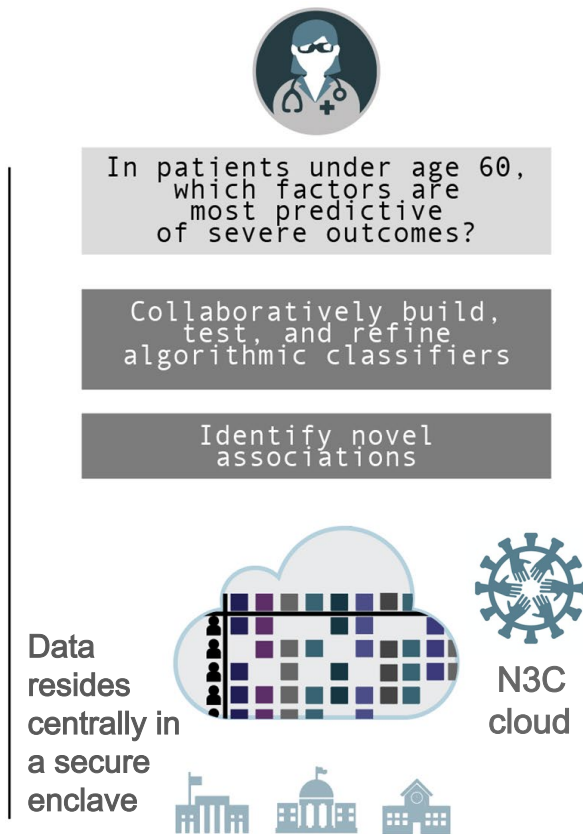 In patients under age 60,
which factors are
most predictive
of severe outcomes?
Collaboratively build,
test, and refine
algorithmic classifiers
Identify novel
associations
Data
resides
centrally in
a secure
enclave
N3C
cloud